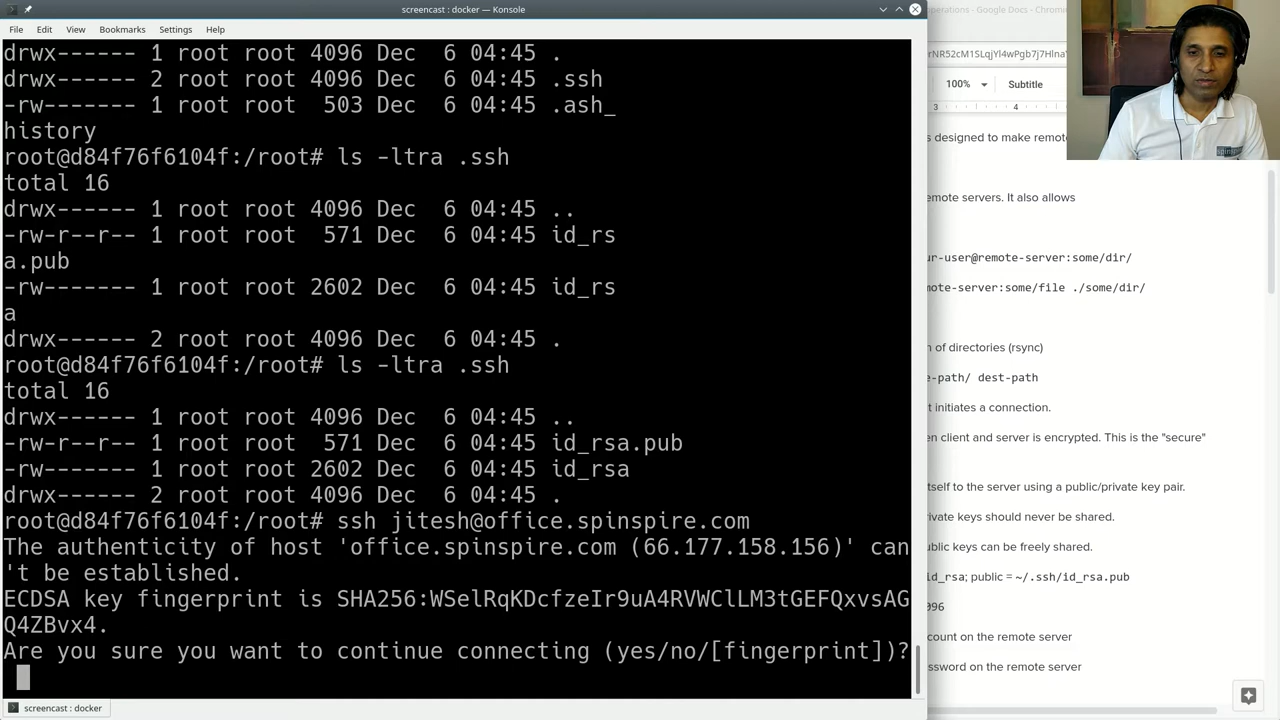 screencast : docker — Konsole
File Edit View Bookmarks Settings Help
drwx------ 1 root root 4096 Dec 6 04:45 .
drwx------ 2 root root 4096 Dec 6 04:45 .ssh
-rw------- 1 root root 503 Dec 6 04:45 .ash_
history
root@d84f76f6104f:/root# ls -ltra .ssh
total 16
drwx------ 1 root root 4096 Dec 6 04:45 ..
-rw-r--r-- 1 root root 571 Dec 6 04:45 id_rs
a.pub
-rw------- 1 root root 2602 Dec 6 04:45 id_rs
a
drwx------ 2 root root 4096 Dec 6 04:45 .
root@d84f76f6104f:/root# ls -ltra .ssh
total 16
drwx------ 1 root root 4096 Dec 6 04:45 ..
-rw-r--r-- 1 root root 571 Dec 6 04:45 id_rsa.pub
-rw------- 1 root root 2602 Dec 6 04:45 id_rsa
drwx------ 2 root root 4096 Dec 6 04:45 .
root@d84f76f6104f:/root# ssh jitesh@office.spinspire.com
The authenticity of host 'office.spinspire.com (66.177.158.156)' can
't be established.
ECDSA key fingerprint is SHA256:WSelRqKDcfzeIr9uA4RVWClLM3tGEFQxvsAG
Q4ZBvx4.
Are you sure you want to continue connecting (yes/no/[fingerprint])?
screencast : docker
operations - Google Docs - Chrom
rNR52cM1SLqjYl4wPgb7j7Hlna
100% Subtitle
3 4
s designed to make remo
emote servers. It also allows
ur-user@remote-server:some/dir/
mote-server:some/file ./some/dir/
n of directories (rsync)
e-path/ dest-path
t initiates a connection.
en client and server is encrypted. This is the "secure"
tself to the server using a public/private key pair.
ivate keys should never be shared.
ublic keys can be freely shared.
id_rsa; public = ~/.ssh/id_rsa.pub
096
count on the remote server
ssword on the remote server